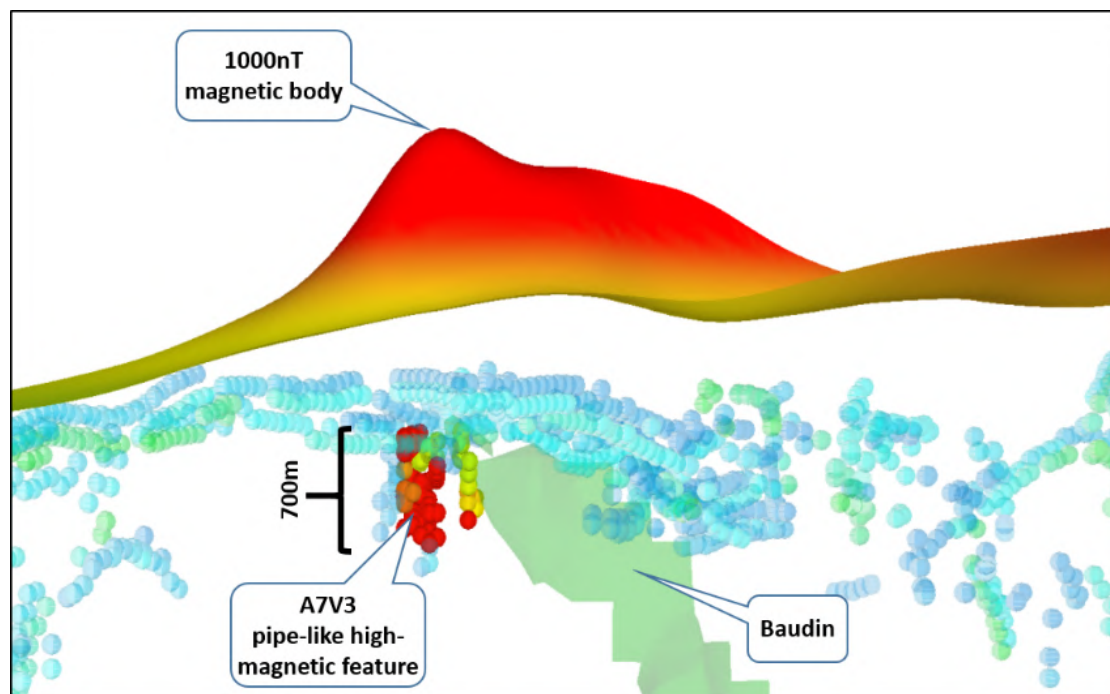 1000nT
magnetic body
700m
A7V3
pipe-like high-
magnetic feature
Baudin